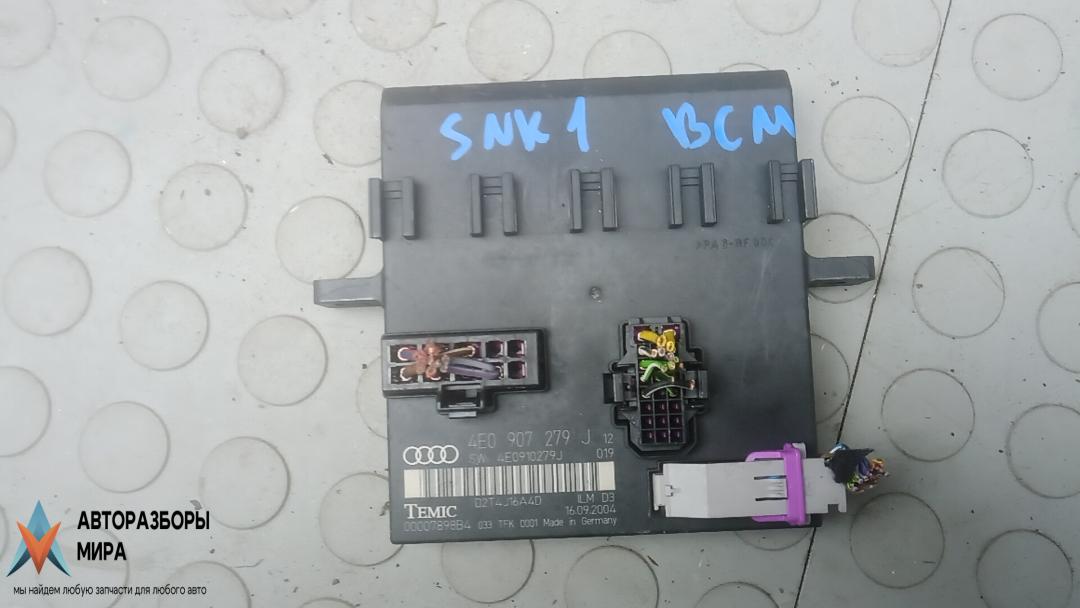 SNK 1 BCM
4E0 907 279 J 12
SW 4E0910279J 019
D2T4J16A4D ILM D3
TEMIC 16.09.2004
00007898B4 033 TFK 0001 Made in Germany
АВТОРАЗБОРЫ
МИРА
мы найдем любую запчасти для любого авто